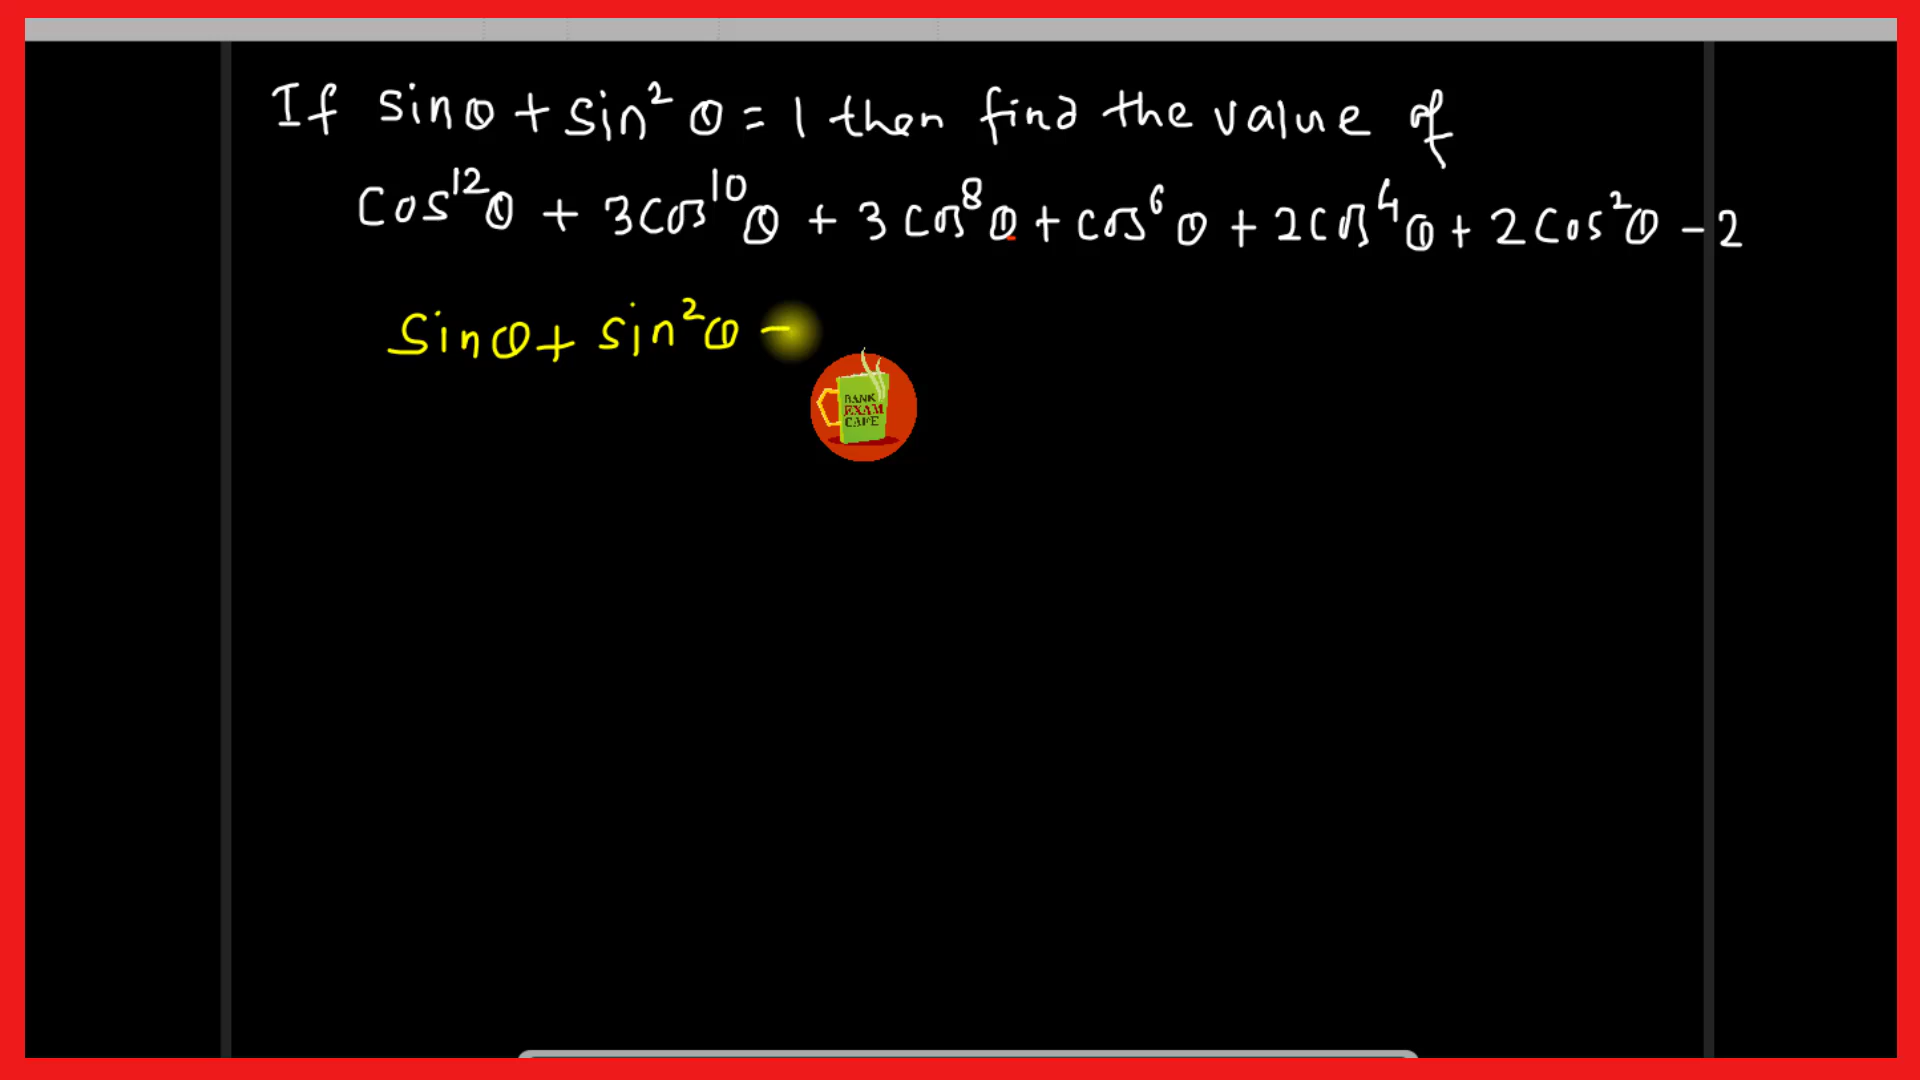 If sinθ + sin²θ = 1 then find the value of
Cos¹²θ + 3cos¹⁰θ + 3cos⁸θ + cos⁶θ + 2cos⁴θ + 2cos²θ - 2
Sinθ + sin²θ -
BANK
EXAM
CAFE